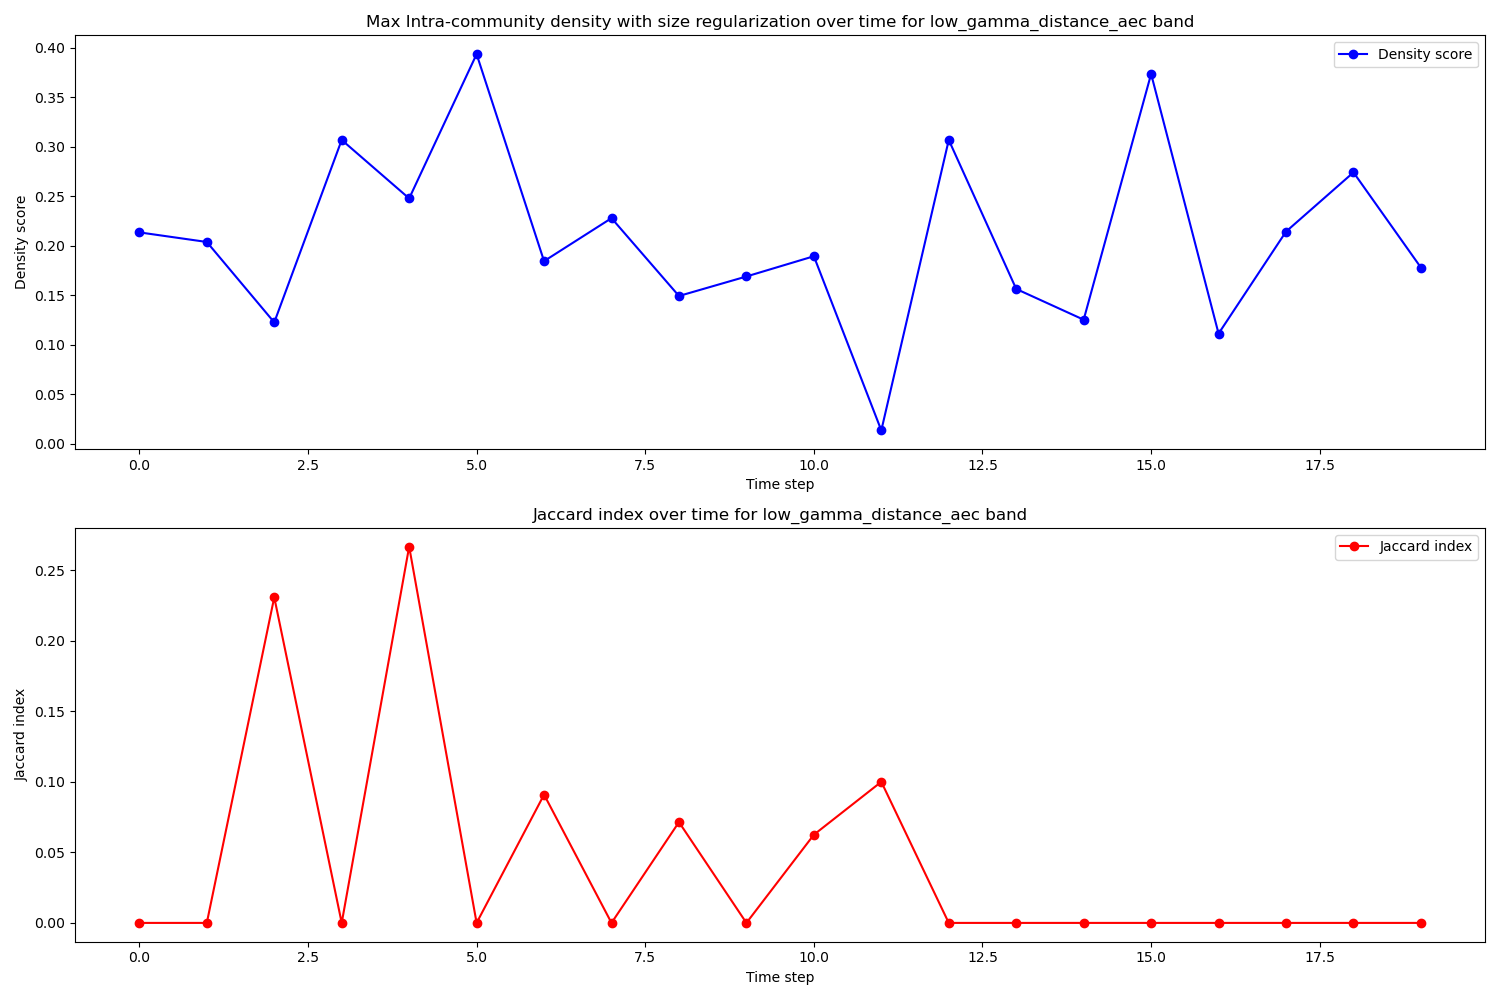 Max Intra-community density with size regularization over time for low_gamma_distance_aec band
Density score
0.40
0.35
0.30
0.25
0.20
0.15
0.10
0.05
0.00
Density score
0.0 2.5 5.0 7.5 10.0 12.5 15.0 17.5
Time step
Jaccard index over time for low_gamma_distance_aec band
Jaccard index
0.25
0.20
0.15
0.10
0.05
0.00
Jaccard index
0.0 2.5 5.0 7.5 10.0 12.5 15.0 17.5
Time step